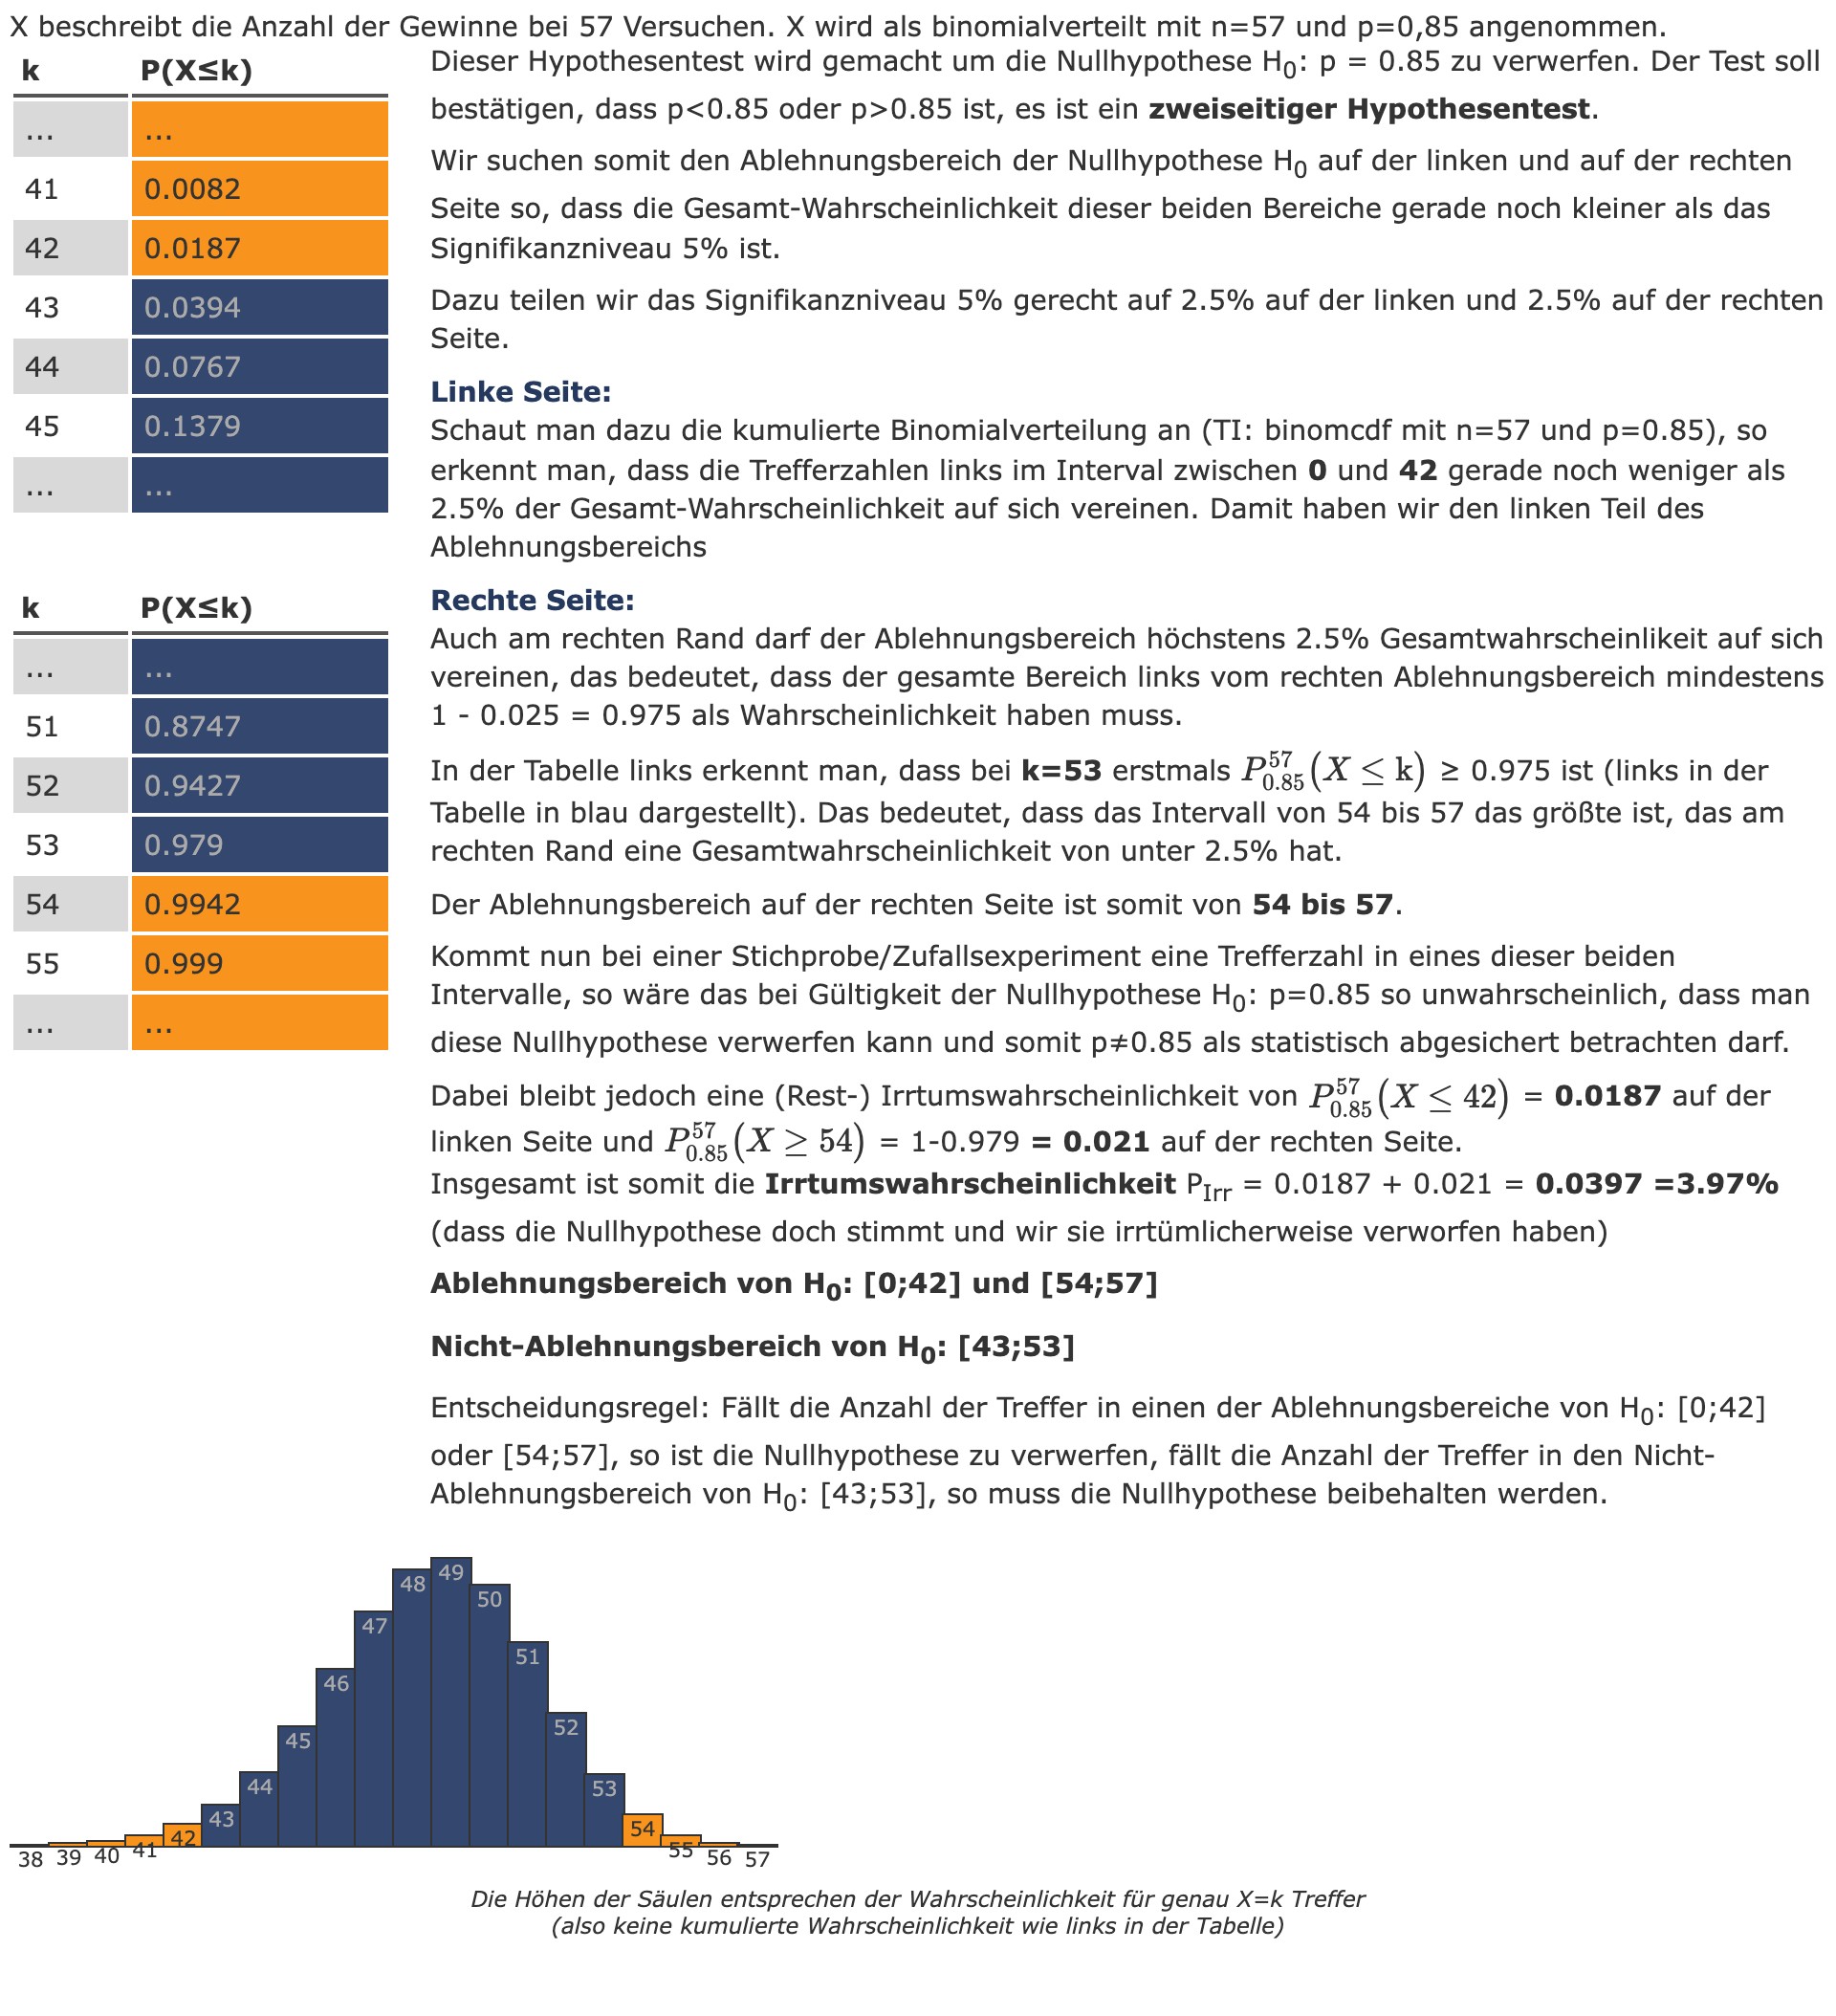 X beschreibt die Anzahl der Gewinne bei 57 Versuchen. X wird als binomialverteilt mit n=57 und p=0,85 angenommen.
k P(X≤k)
... ...
41 0.0082
42 0.0187
43 0.0394
44 0.0767
45 0.1379
... ...
k P(X≤k)
... ...
51 0.8747
52 0.9427
53 0.979
54 0.9942
55 0.999
... ...
Dieser Hypothesentest wird gemacht um die Nullhypothese H₀: p = 0.85 zu verwerfen. Der Test soll
bestätigen, dass p<0.85 oder p>0.85 ist, es ist ein zweiseitiger Hypothesentest.
Wir suchen somit den Ablehnungsbereich der Nullhypothese H₀ auf der linken und auf der rechten
Seite so, dass die Gesamt-Wahrscheinlichkeit dieser beiden Bereiche gerade noch kleiner als das
Signifikanzniveau 5% ist.
Dazu teilen wir das Signifikanzniveau 5% gerecht auf 2.5% auf der linken und 2.5% auf der rechten
Seite.
Linke Seite:
Schaut man dazu die kumulierte Binomialverteilung an (TI: binomcdf mit n=57 und p=0.85), so
erkennt man, dass die Trefferzahlen links im Interval zwischen 0 und 42 gerade noch weniger als
2.5% der Gesamt-Wahrscheinlichkeit auf sich vereinen. Damit haben wir den linken Teil des
Ablehnungsbereichs
Rechte Seite:
Auch am rechten Rand darf der Ablehnungsbereich höchstens 2.5% Gesamtwahrscheinlikeit auf sich
vereinen, das bedeutet, dass der gesamte Bereich links vom rechten Ablehnungsbereich mindestens
1 - 0.025 = 0.975 als Wahrscheinlichkeit haben muss.
In der Tabelle links erkennt man, dass bei k=53 erstmals P⁵⁷₀.₈₅(X ≤ k) ≥ 0.975 ist (links in der
Tabelle in blau dargestellt). Das bedeutet, dass das Intervall von 54 bis 57 das größte ist, das am
rechten Rand eine Gesamtwahrscheinlichkeit von unter 2.5% hat.
Der Ablehnungsbereich auf der rechten Seite ist somit von 54 bis 57.
Kommt nun bei einer Stichprobe/Zufallsexperiment eine Trefferzahl in eines dieser beiden
Intervalle, so wäre das bei Gültigkeit der Nullhypothese H₀: p=0.85 so unwahrscheinlich, dass man
diese Nullhypothese verwerfen kann und somit p≠0.85 als statistisch abgesichert betrachten darf.
Dabei bleibt jedoch eine (Rest-) Irrtumswahrscheinlichkeit von P⁵⁷₀.₈₅(X ≤ 42) = 0.0187 auf der
linken Seite und P⁵⁷₀.₈₅(X ≥ 54) = 1-0.979 = 0.021 auf der rechten Seite.
Insgesamt ist somit die Irrtumswahrscheinlichkeit P_Irr = 0.0187 + 0.021 = 0.0397 =3.97%
(dass die Nullhypothese doch stimmt und wir sie irrtümlicherweise verworfen haben)
Ablehnungsbereich von H₀: [0;42] und [54;57]
Nicht-Ablehnungsbereich von H₀: [43;53]
Entscheidungsregel: Fällt die Anzahl der Treffer in einen der Ablehnungsbereiche von H₀: [0;42]
oder [54;57], so ist die Nullhypothese zu verwerfen, fällt die Anzahl der Treffer in den Nicht-
Ablehnungsbereich von H₀: [43;53], so muss die Nullhypothese beibehalten werden.
38 39 40 41 42 43 44 45 46 47 48 49 50 51 52 53 54 55 56 57
Die Höhen der Säulen entsprechen der Wahrscheinlichkeit für genau X=k Treffer
(also keine kumulierte Wahrscheinlichkeit wie links in der Tabelle)